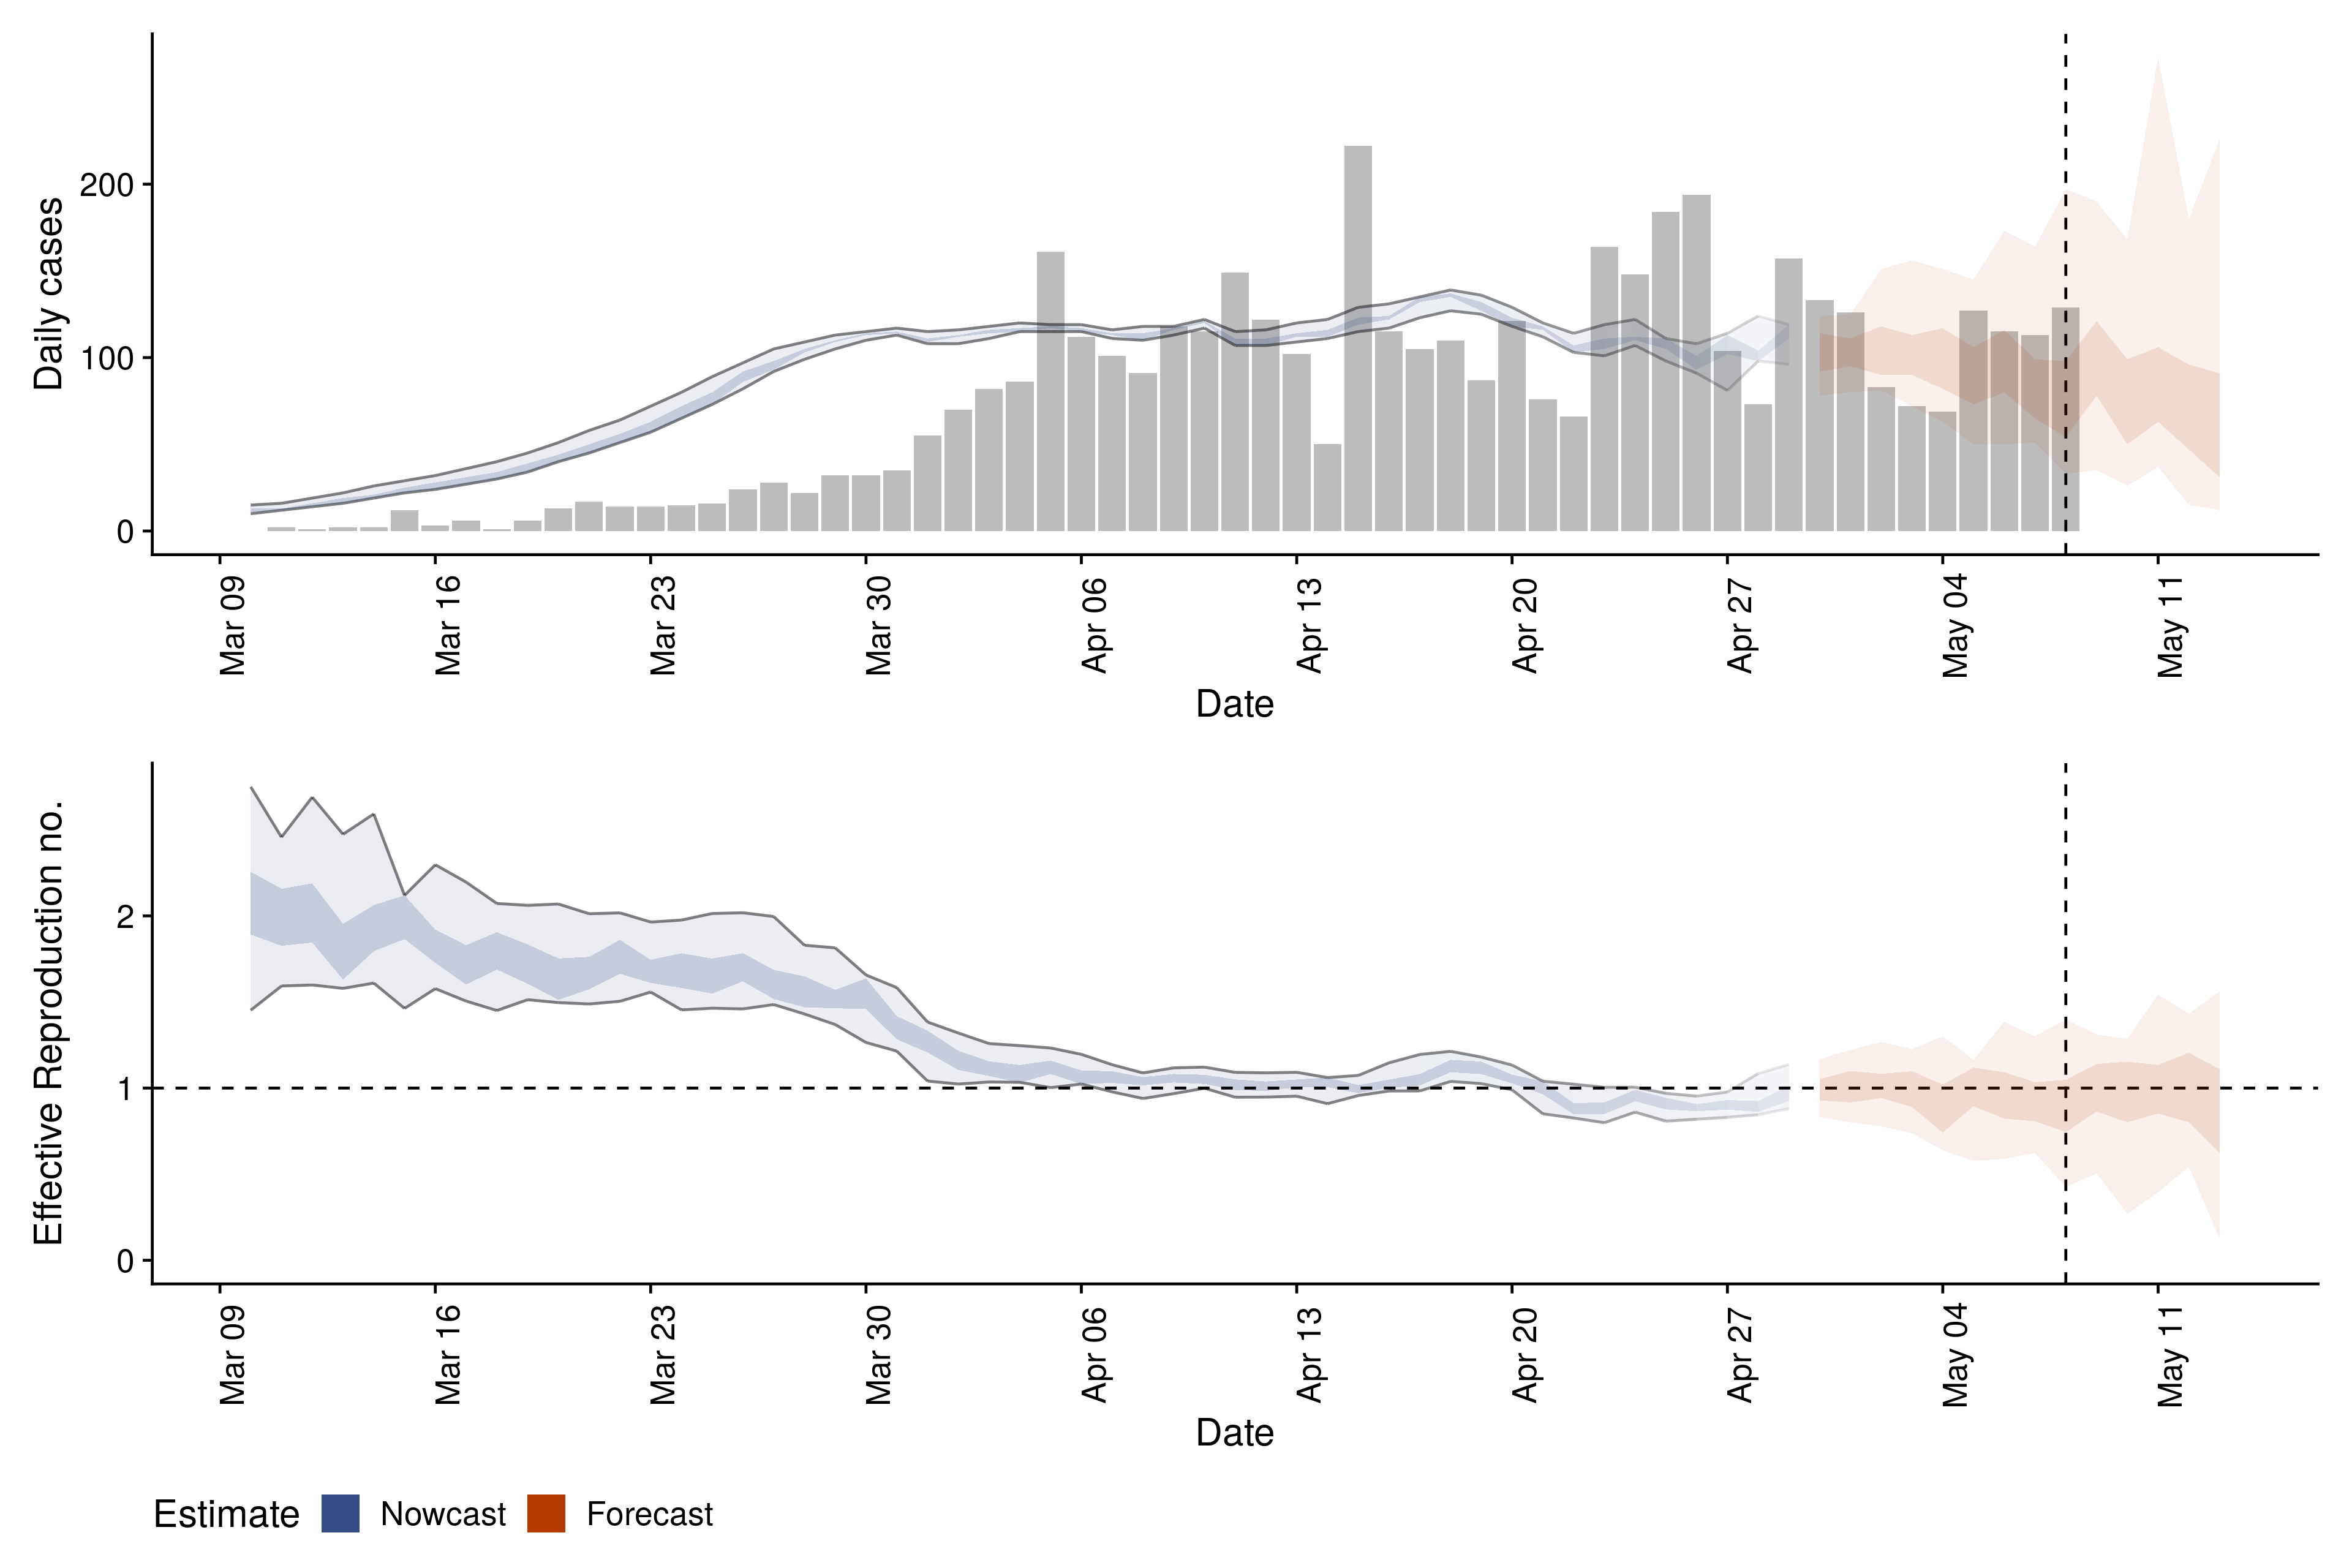 Daily cases
200
100
0
Mar 09
Mar 16
Mar 23
Mar 30
Apr 06
Apr 13
Apr 20
Apr 27
May 04
May 11
Date
Effective Reproduction no.
2
1
0
Mar 09
Mar 16
Mar 23
Mar 30
Apr 06
Apr 13
Apr 20
Apr 27
May 04
May 11
Date
Estimate Nowcast Forecast